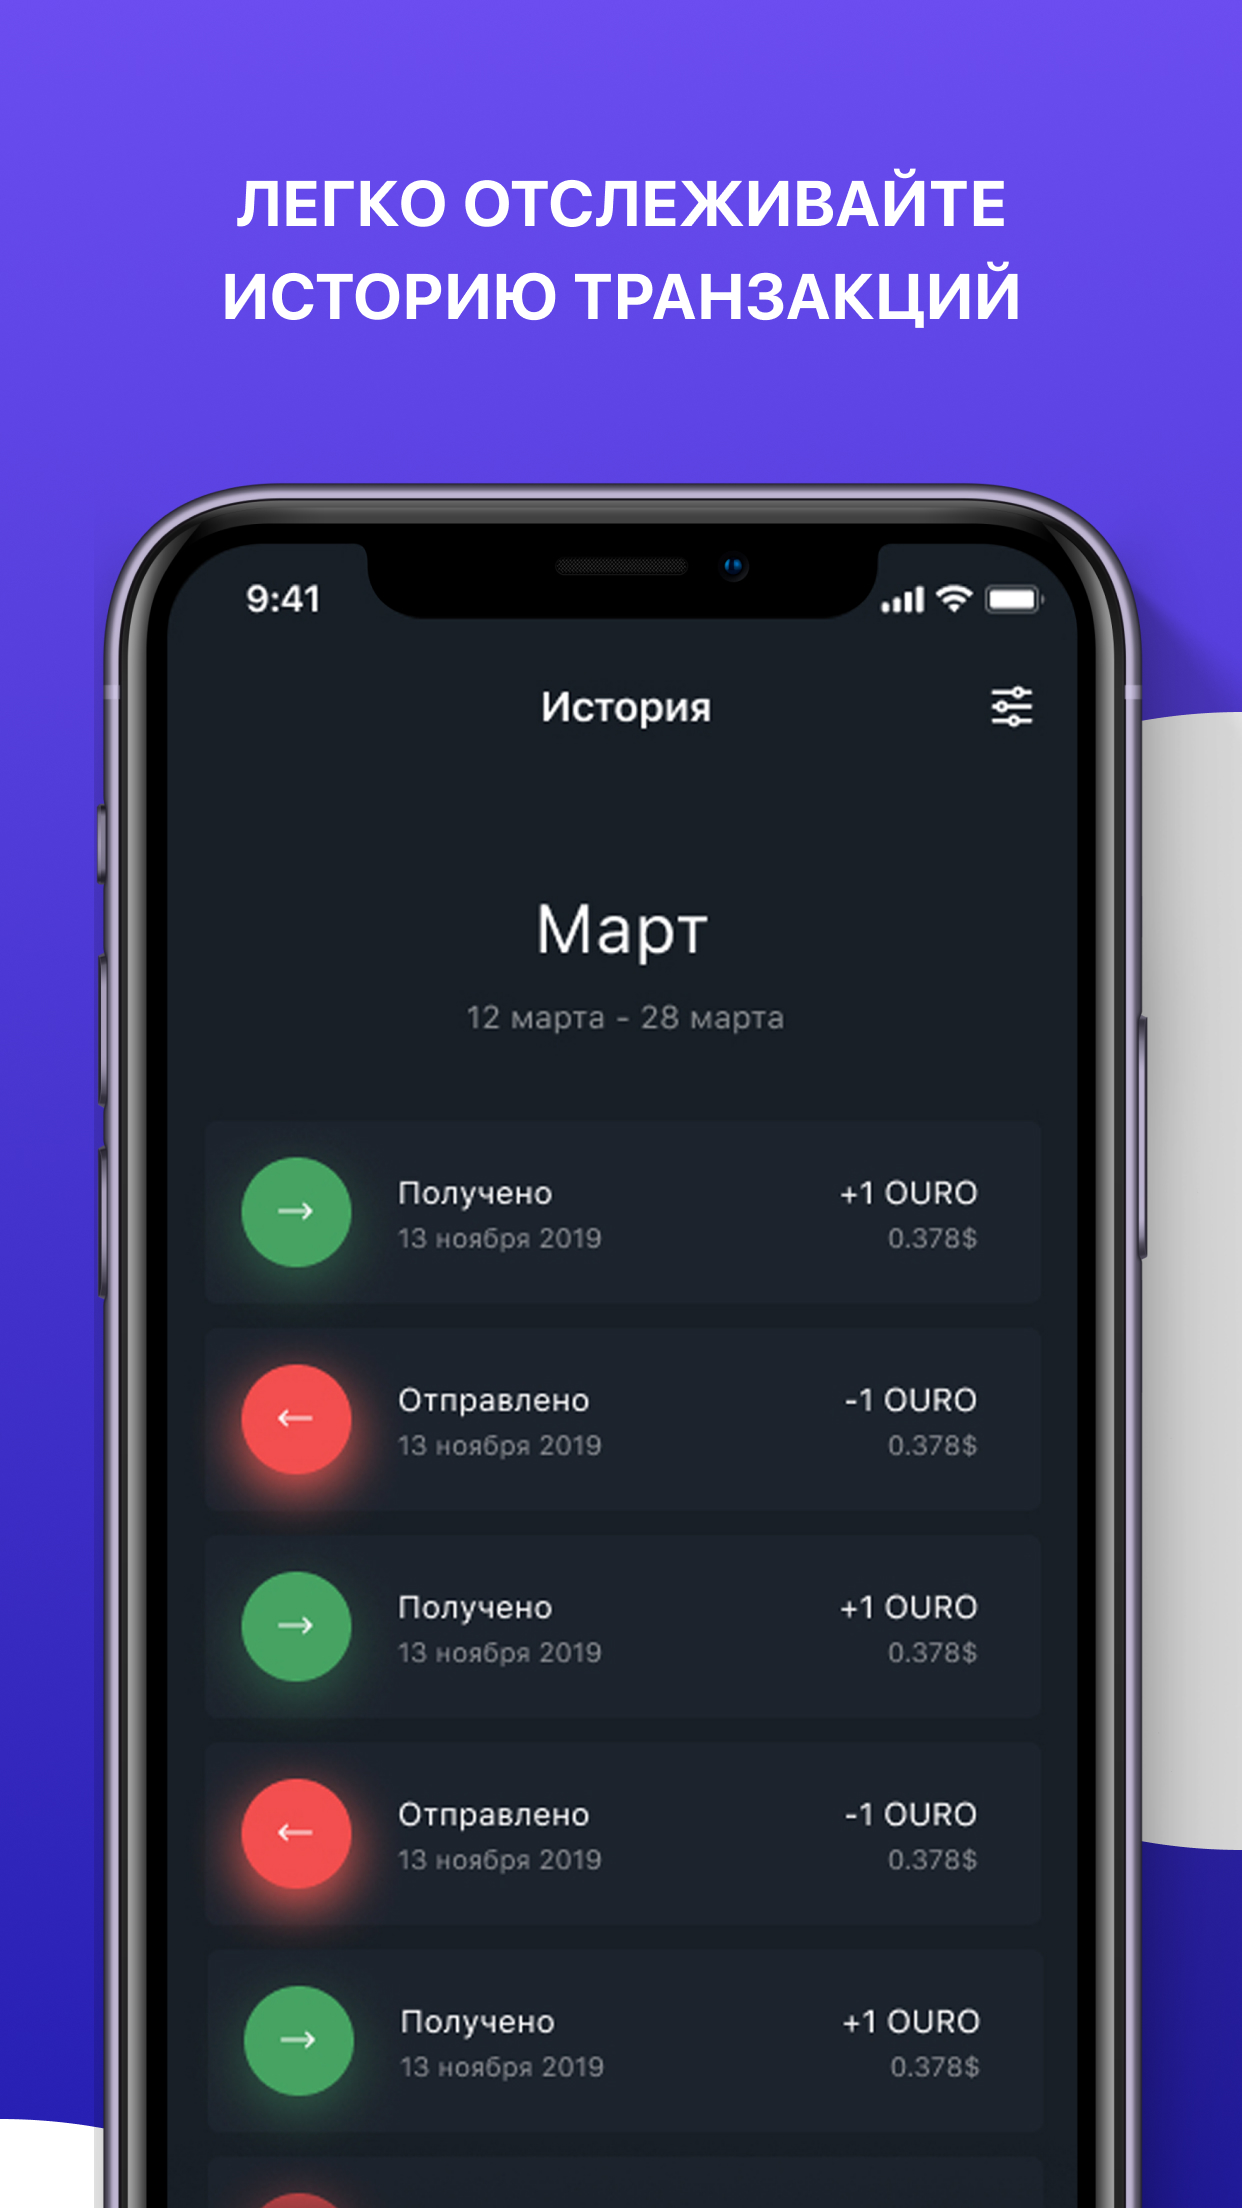 ЛЕГКО ОТСЛЕЖИВАЙТЕ
ИСТОРИЮ ТРАНЗАКЦИЙ
9:41
История
Март
12 марта - 28 марта
Получено +1 OURO
13 ноября 2019 0.378$
Отправлено -1 OURO
13 ноября 2019 0.378$
Получено +1 OURO
13 ноября 2019 0.378$
Отправлено -1 OURO
13 ноября 2019 0.378$
Получено +1 OURO
13 ноября 2019 0.378$